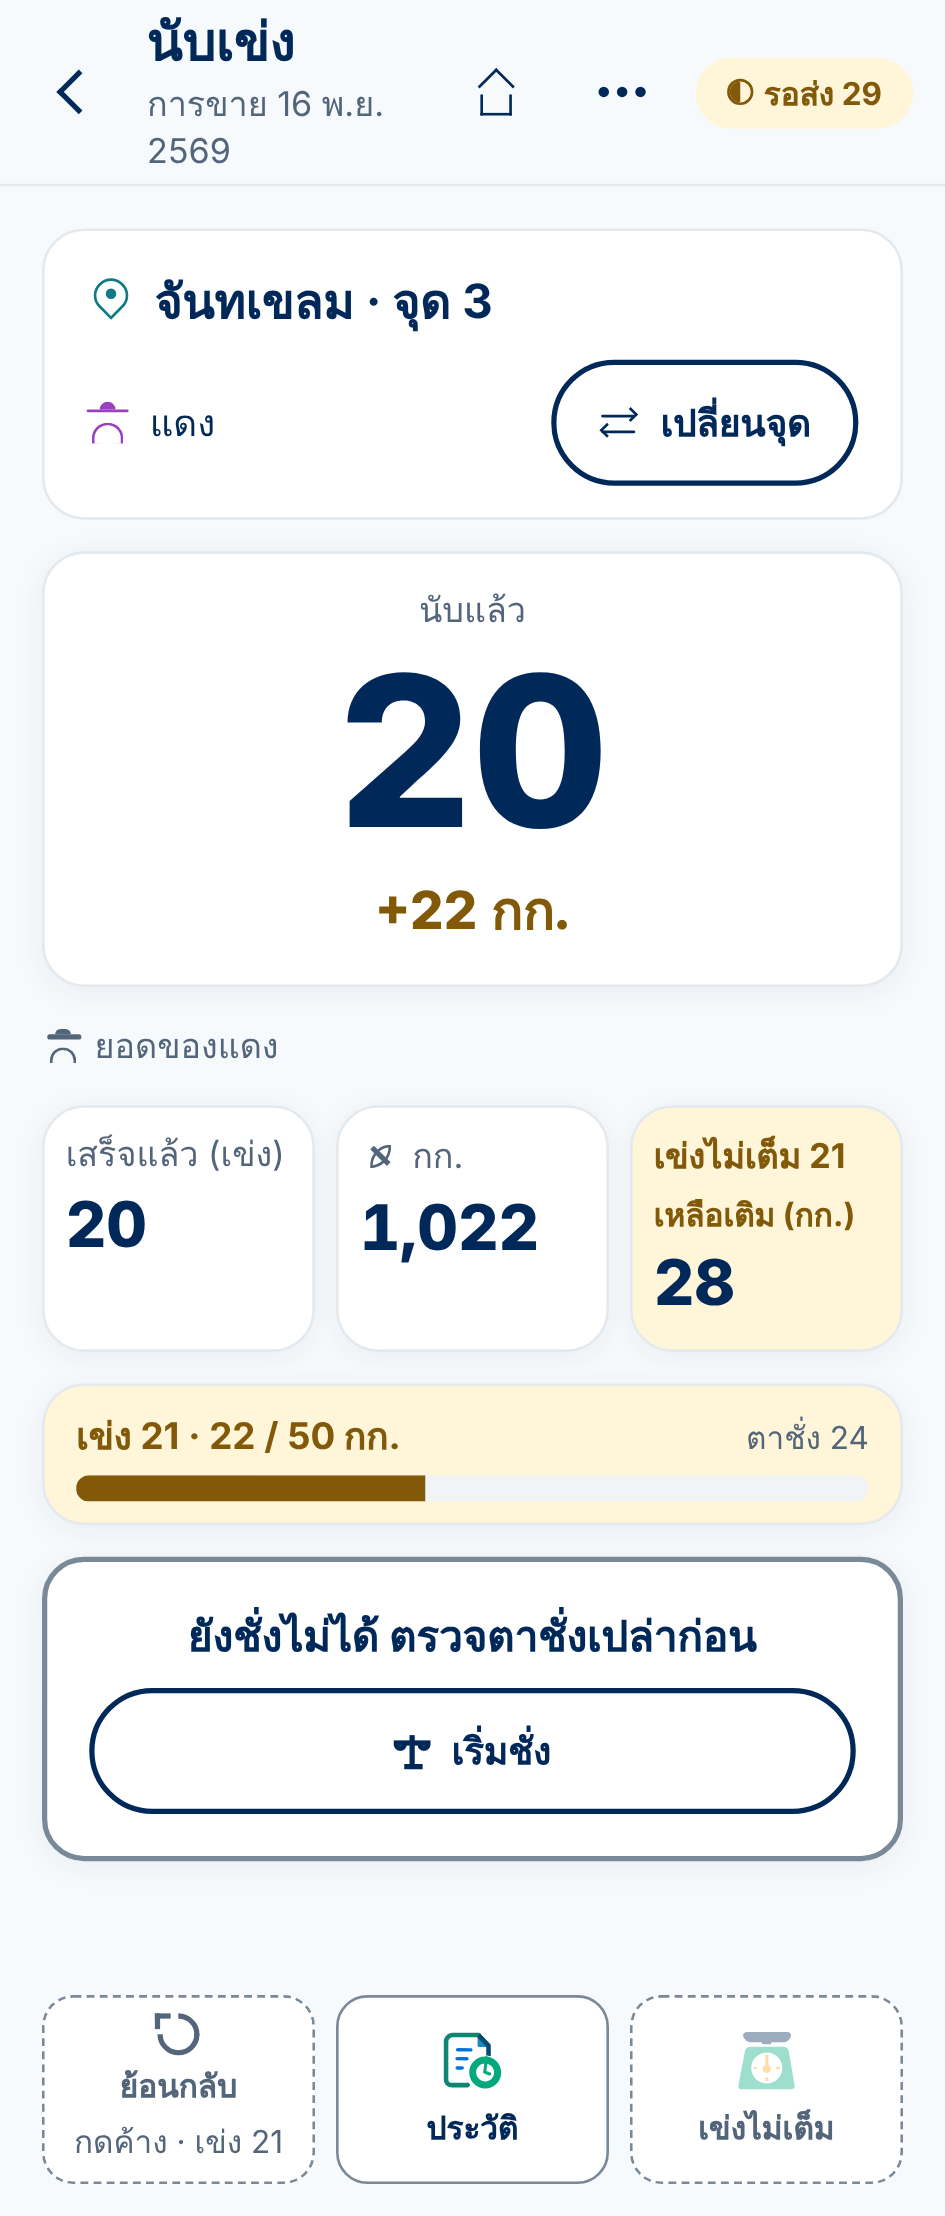 นับเข่ง
การขาย 16 พ.ย.
2569
รอส่ง 29
จันทเขลม · จุด 3
แดง
เปลี่ยนจุด
นับแล้ว
20
+22 กก.
ยอดของแดง
เสร็จแล้ว (เข่ง)
20
กก.
1,022
เข่งไม่เต็ม 21
เหลือเติม (กก.)
28
เข่ง 21 · 22 / 50 กก.
ตาชั่ง 24
ยังชั่งไม่ได้ ตรวจตาชั่งเปล่าก่อน
เริ่มชั่ง
ย้อนกลับ
กดค้าง · เข่ง 21
ประวัติ
เข่งไม่เต็ม